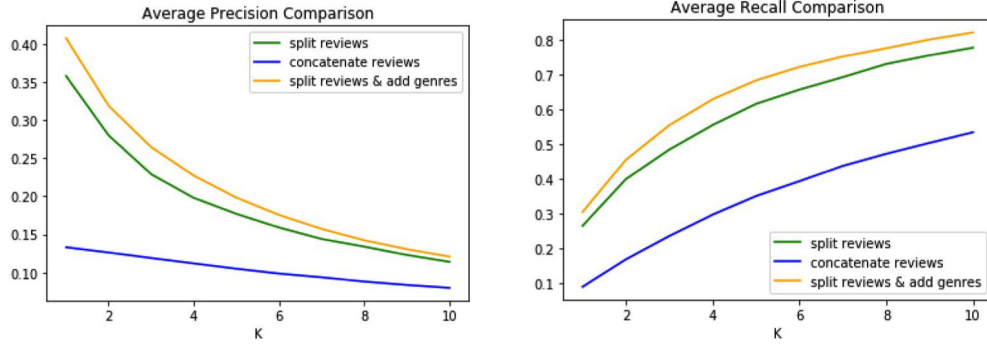 Average Precision Comparison
0.40
0.35
0.30
0.25
0.20
0.15
0.10
split reviews
concatenate reviews
split reviews & add genres
2
4
6
8
10
K
Average Recall Comparison
0.8
0.7
0.6
0.5
0.4
0.3
0.2
0.1
split reviews
concatenate reviews
split reviews & add genres
2
4
6
8
10
K